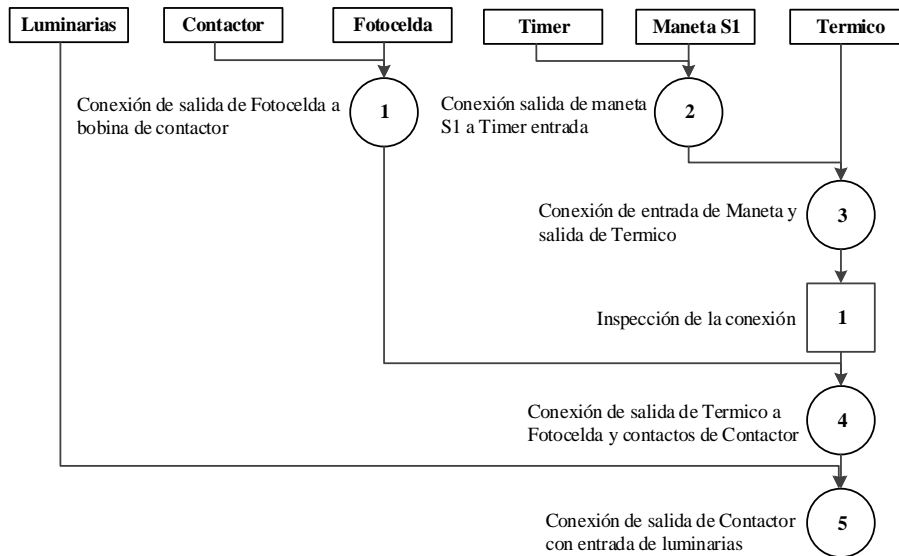 Luminarias
Contactor
Fotocelda
Timer
Maneta S1
Termico
Conexión de salida de Fotocelda a
bobina de contactor
1
Conexión salida de maneta
S1 a Timer entrada
2
Conexión de entrada de Maneta y
salida de Termico
3
Inspección de la conexión
1
Conexión de salida de Termico a
Fotocelda y contactos de Contactor
4
Conexión de salida de Contactor
con entrada de luminarias
5